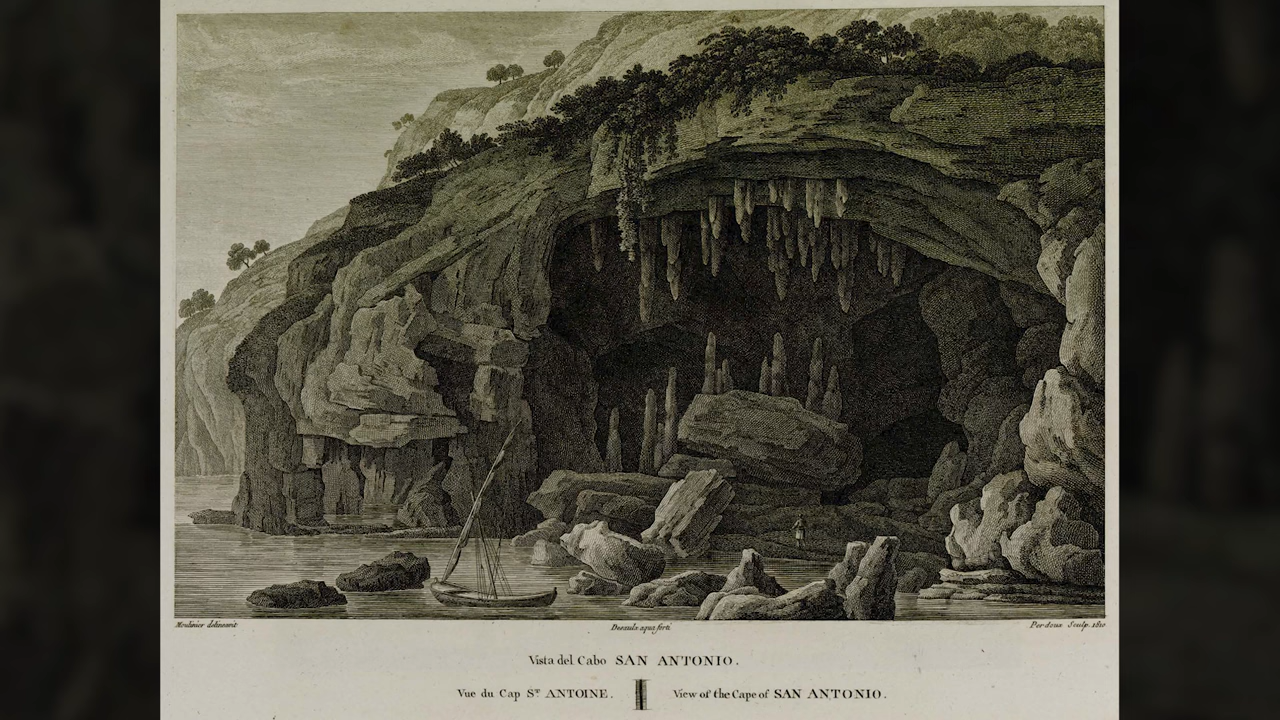 Moulinier delineavit
Desaulx aqua forti
Perdoux Sculp. 1810
Vista del Cabo SAN ANTONIO.
Vue du Cap Sᵀ ANTOINE.
View of the Cape of SAN ANTONIO.